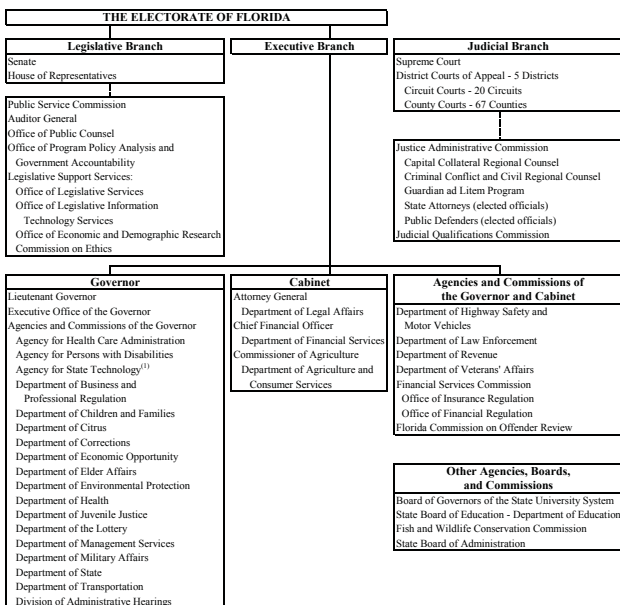 THE ELECTORATE OF FLORIDA
Legislative Branch
Senate
House of Representatives
Public Service Commission
Auditor General
Office of Public Counsel
Office of Program Policy Analysis and
Government Accountability
Legislative Support Services:
Office of Legislative Services
Office of Legislative Information
Technology Services
Office of Economic and Demographic Research
Commission on Ethics
Executive Branch
Judicial Branch
Supreme Court
District Courts of Appeal - 5 Districts
Circuit Courts - 20 Circuits
County Courts - 67 Counties
Justice Administrative Commission
Capital Collateral Regional Counsel
Criminal Conflict and Civil Regional Counsel
Guardian ad Litem Program
State Attorneys (elected officials)
Public Defenders (elected officials)
Judicial Qualifications Commission
Governor
Lieutenant Governor
Executive Office of the Governor
Agencies and Commissions of the Governor
Agency for Health Care Administration
Agency for Persons with Disabilities
Agency for State Technology(1)
Department of Business and
Professional Regulation
Department of Children and Families
Department of Citrus
Department of Corrections
Department of Economic Opportunity
Department of Elder Affairs
Department of Environmental Protection
Department of Health
Department of Juvenile Justice
Department of the Lottery
Department of Management Services
Department of Military Affairs
Department of State
Department of Transportation
Division of Administrative Hearings
Cabinet
Attorney General
Department of Legal Affairs
Chief Financial Officer
Department of Financial Services
Commissioner of Agriculture
Department of Agriculture and
Consumer Services
Agencies and Commissions of
the Governor and Cabinet
Department of Highway Safety and
Motor Vehicles
Department of Law Enforcement
Department of Revenue
Department of Veterans' Affairs
Financial Services Commission
Office of Insurance Regulation
Office of Financial Regulation
Florida Commission on Offender Review
Other Agencies, Boards,
and Commissions
Board of Governors of the State University System
State Board of Education - Department of Education
Fish and Wildlife Conservation Commission
State Board of Administration